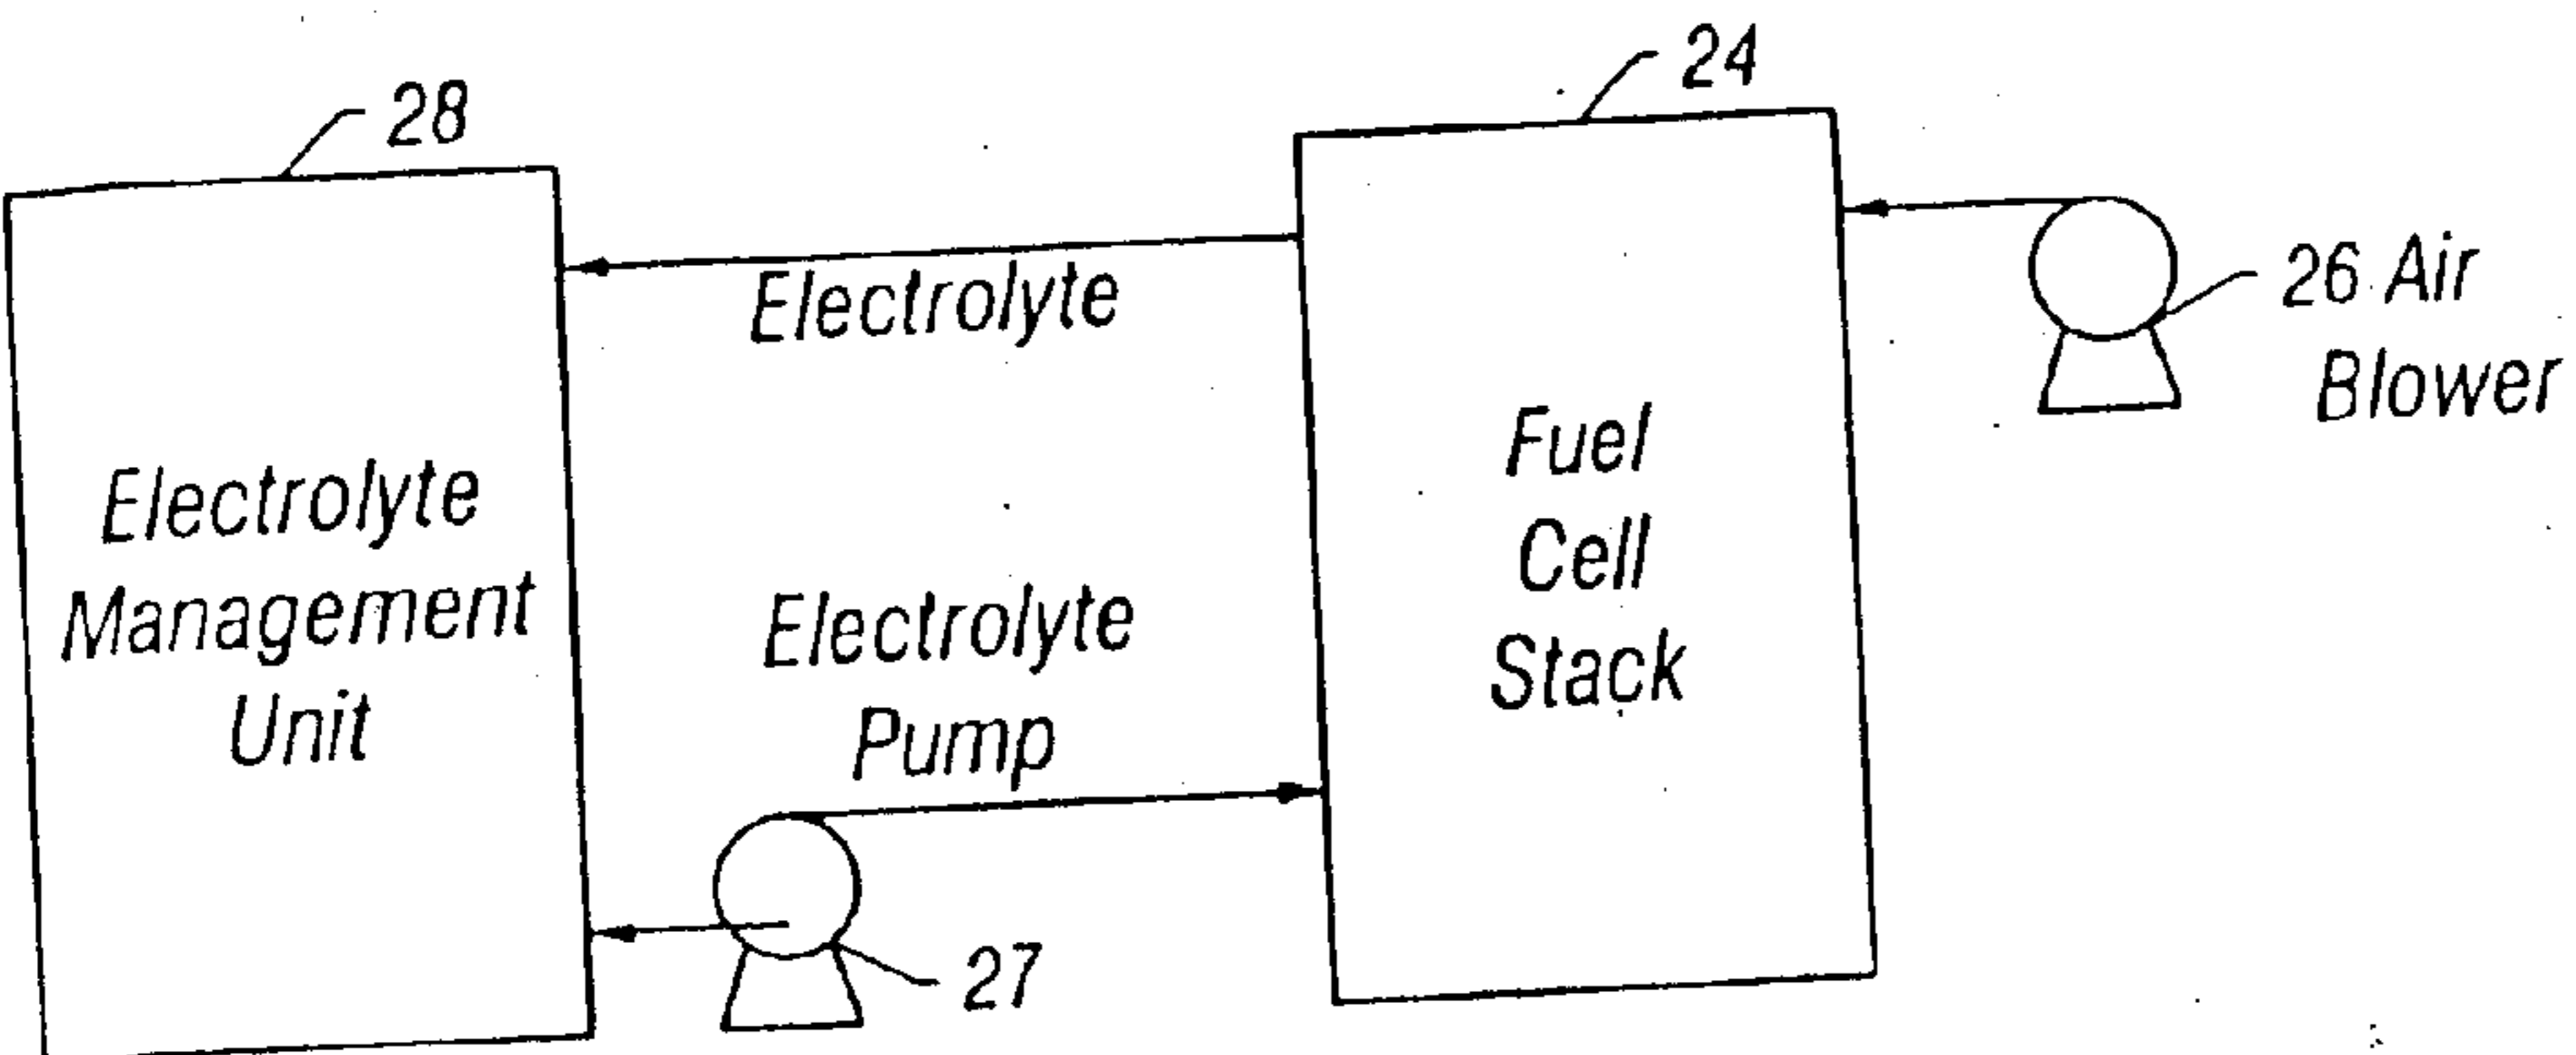 28
24
26 Air
Blower
Electrolyte
Electrolyte
Management
Unit
Electrolyte
Pump
Fuel
Cell
Stack
27